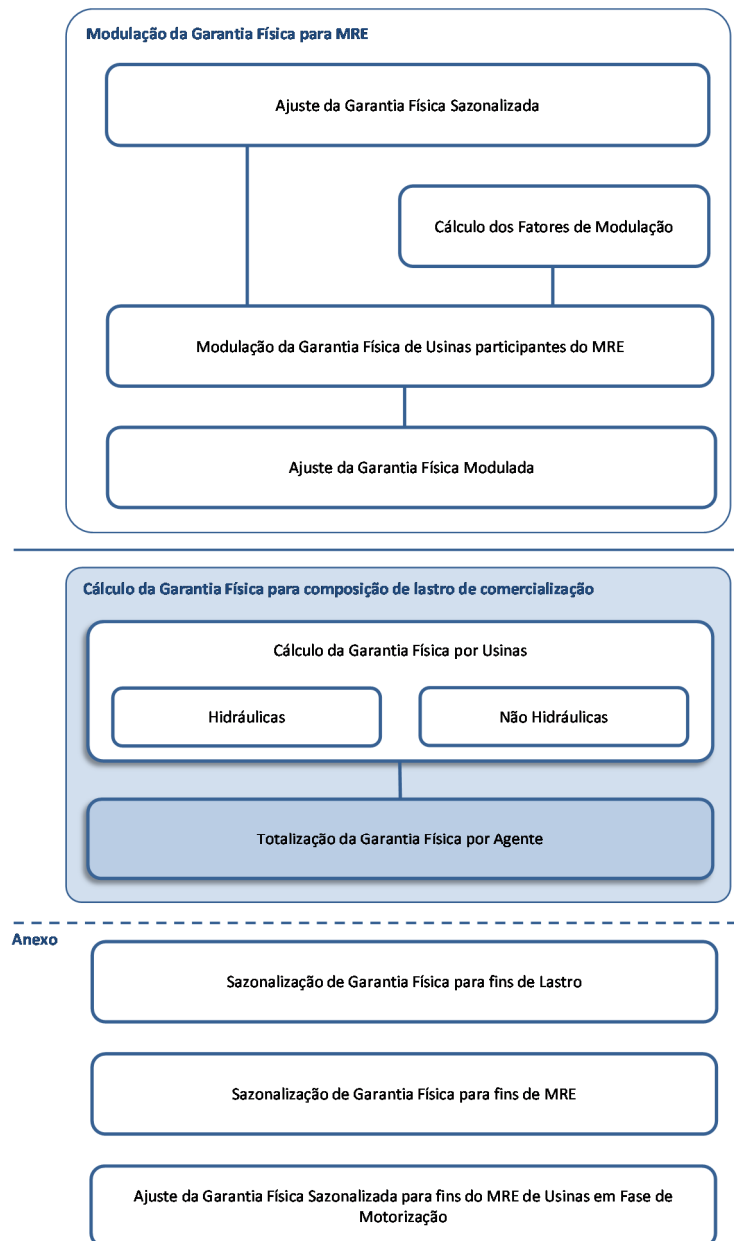 Modulação da Garantia Física para MRE
Ajuste da Garantia Física Sazonalizada
Cálculo dos Fatores de Modulação
Modulação da Garantia Física de Usinas participantes do MRE
Ajuste da Garantia Física Modulada
Cálculo da Garantia Física para composição de lastro de comercialização
Cálculo da Garantia Física por Usinas
Hidráulicas
Não Hidráulicas
Totalização da Garantia Física por Agente
Anexo
Sazonalização de Garantia Física para fins de Lastro
Sazonalização de Garantia Física para fins de MRE
Ajuste da Garantia Física Sazonalizada para fins do MRE de Usinas em Fase de
Motorização